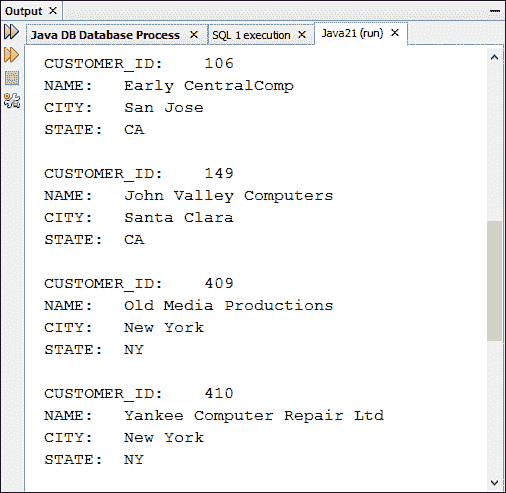 Output
Java DB Database Process SQL 1 execution Java21 (run)
CUSTOMER_ID: 106
NAME: Early CentralComp
CITY: San Jose
STATE: CA
CUSTOMER_ID: 149
NAME: John Valley Computers
CITY: Santa Clara
STATE: CA
CUSTOMER_ID: 409
NAME: Old Media Productions
CITY: New York
STATE: NY
CUSTOMER_ID: 410
NAME: Yankee Computer Repair Ltd
CITY: New York
STATE: NY